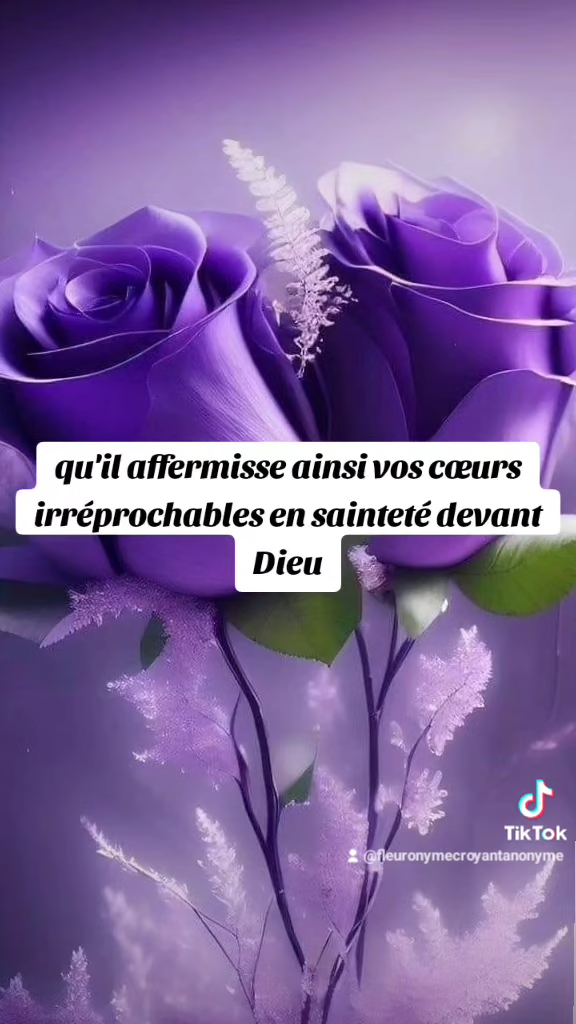 qu'il affermisse ainsi vos cœurs
irréprochables en sainteté devant
Dieu
TikTok
@fleuronymecroyantanonyme